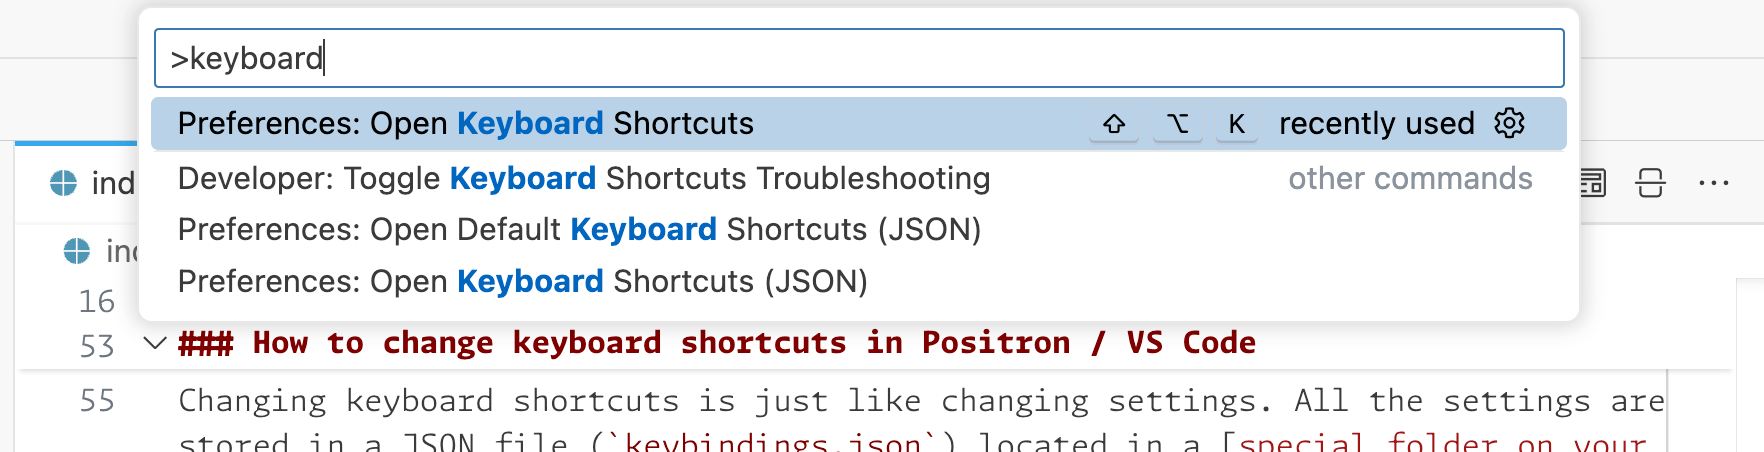 >keyboard
Preferences: Open Keyboard Shortcuts ⇧ ⌥ K recently used
Developer: Toggle Keyboard Shortcuts Troubleshooting other commands
Preferences: Open Default Keyboard Shortcuts (JSON)
Preferences: Open Keyboard Shortcuts (JSON)
ind
ind
16
53 ### How to change keyboard shortcuts in Positron / VS Code
55 Changing keyboard shortcuts is just like changing settings. All the settings are
stored in a JSON file (`keybindings.json`) located in a [special folder on your